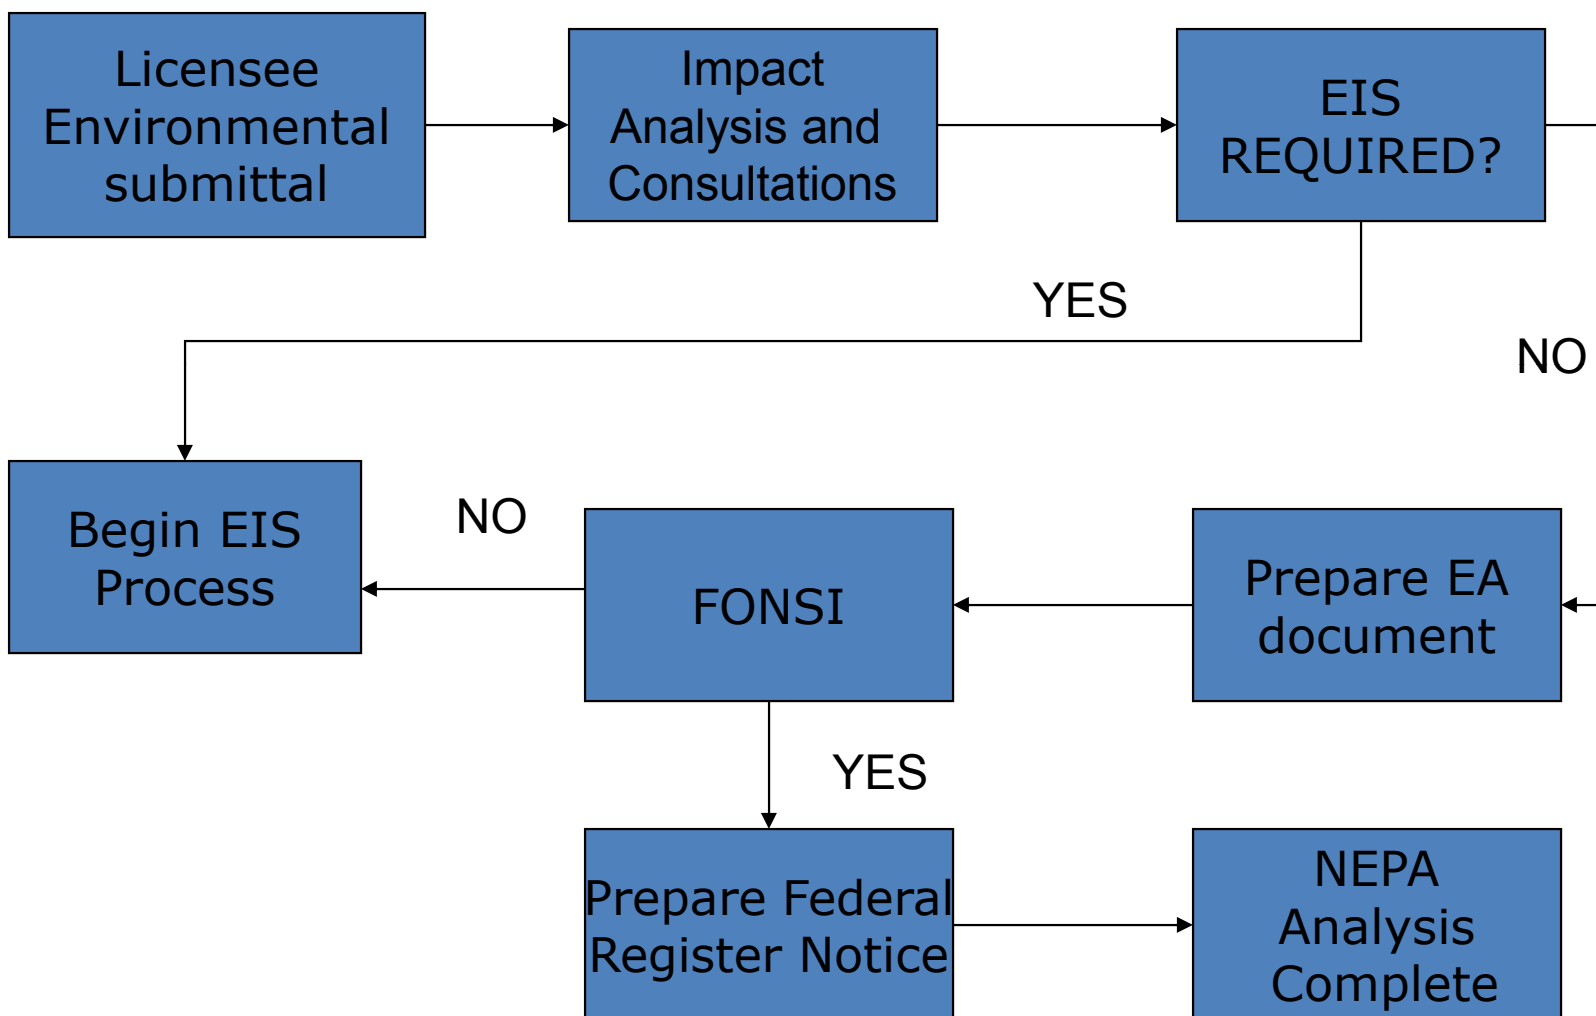 Licensee
Environmental
submittal
Impact
Analysis and
Consultations
EIS
REQUIRED?
YES
NO
Begin EIS
Process
NO
FONSI
Prepare EA
document
YES
Prepare Federal
Register Notice
NEPA
Analysis
Complete